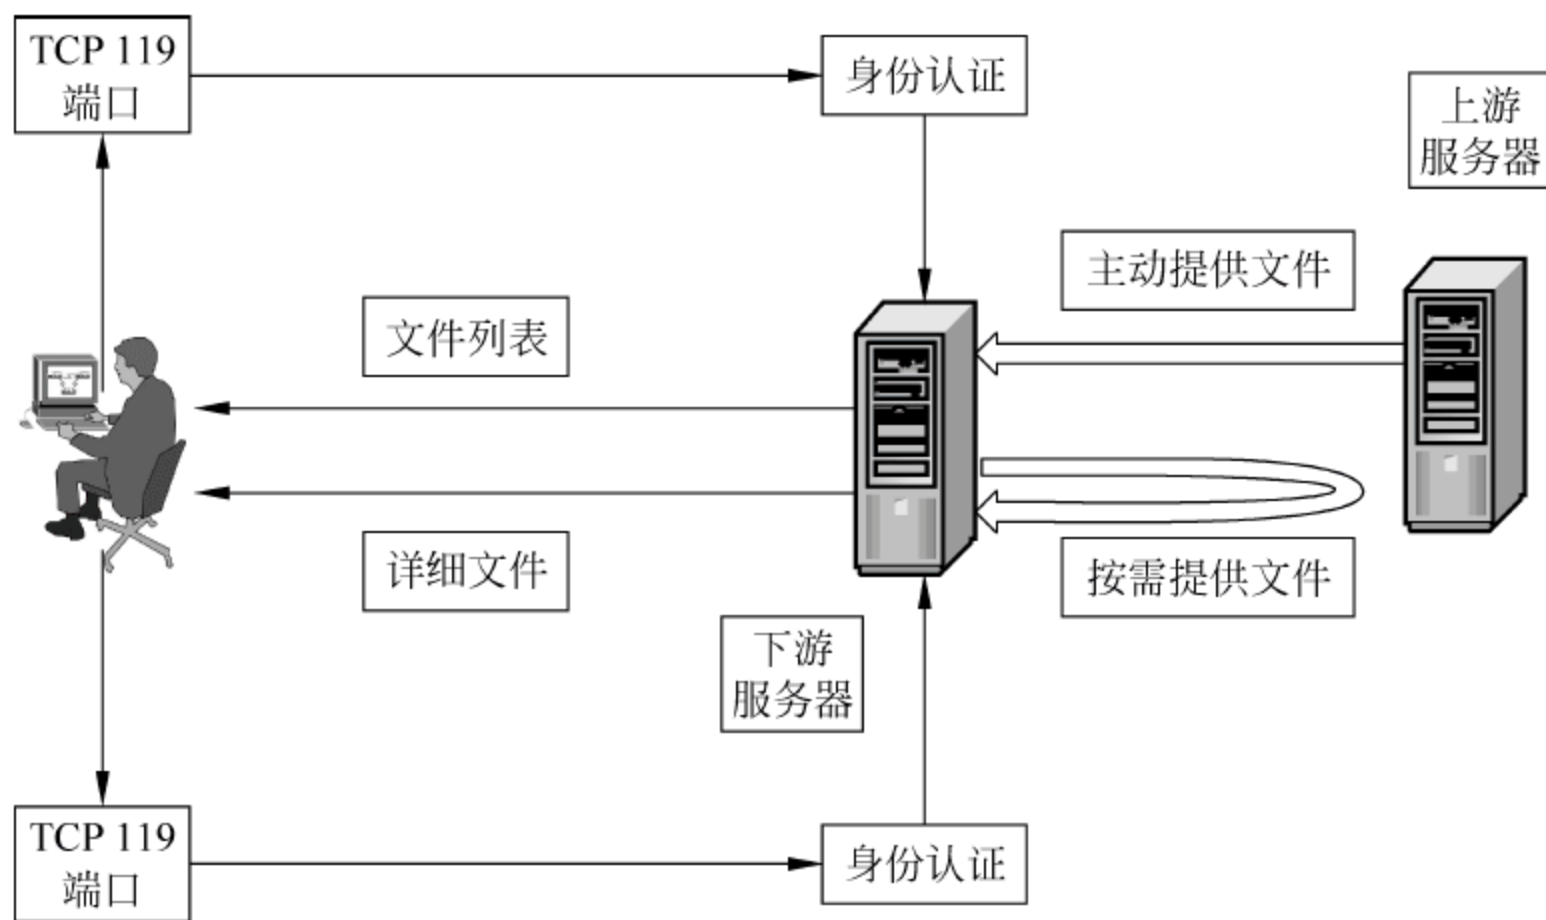 TCP 119
端口
身份认证
上游
服务器
主动提供文件
文件列表
详细文件
按需提供文件
下游
服务器
TCP 119
端口
身份认证